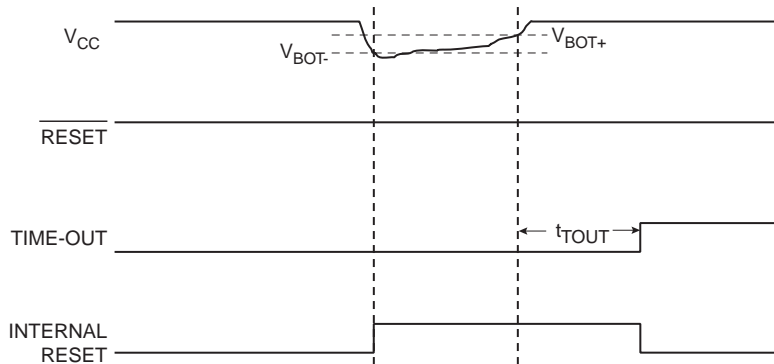 VCC
VBOT-
VBOT+
RESET
TIME-OUT
tTOUT
INTERNAL
RESET